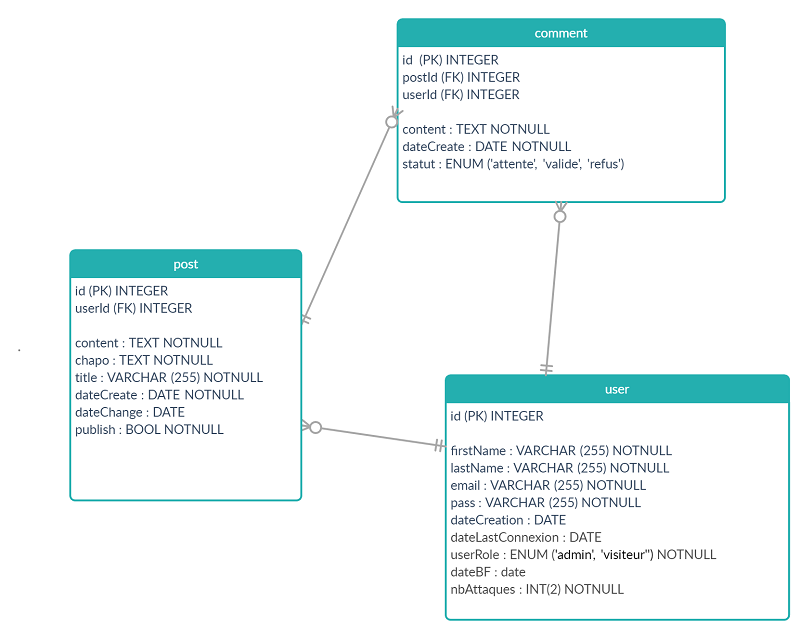 comment
id (PK) INTEGER
postId (FK) INTEGER
userId (FK) INTEGER
content : TEXT NOTNULL
dateCreate : DATE NOTNULL
statut : ENUM ('attente', 'valide', 'refus')
post
id (PK) INTEGER
userId (FK) INTEGER
content : TEXT NOTNULL
chapo : TEXT NOTNULL
title : VARCHAR (255) NOTNULL
dateCreate : DATE NOTNULL
dateChange : DATE
publish : BOOL NOTNULL
user
id (PK) INTEGER
firstName : VARCHAR (255) NOTNULL
lastName : VARCHAR (255) NOTNULL
email : VARCHAR (255) NOTNULL
pass : VARCHAR (255) NOTNULL
dateCreation : DATE
dateLastConnexion : DATE
userRole : ENUM ('admin', 'visiteur'') NOTNULL
dateBF : date
nbAttaques : INT(2) NOTNULL